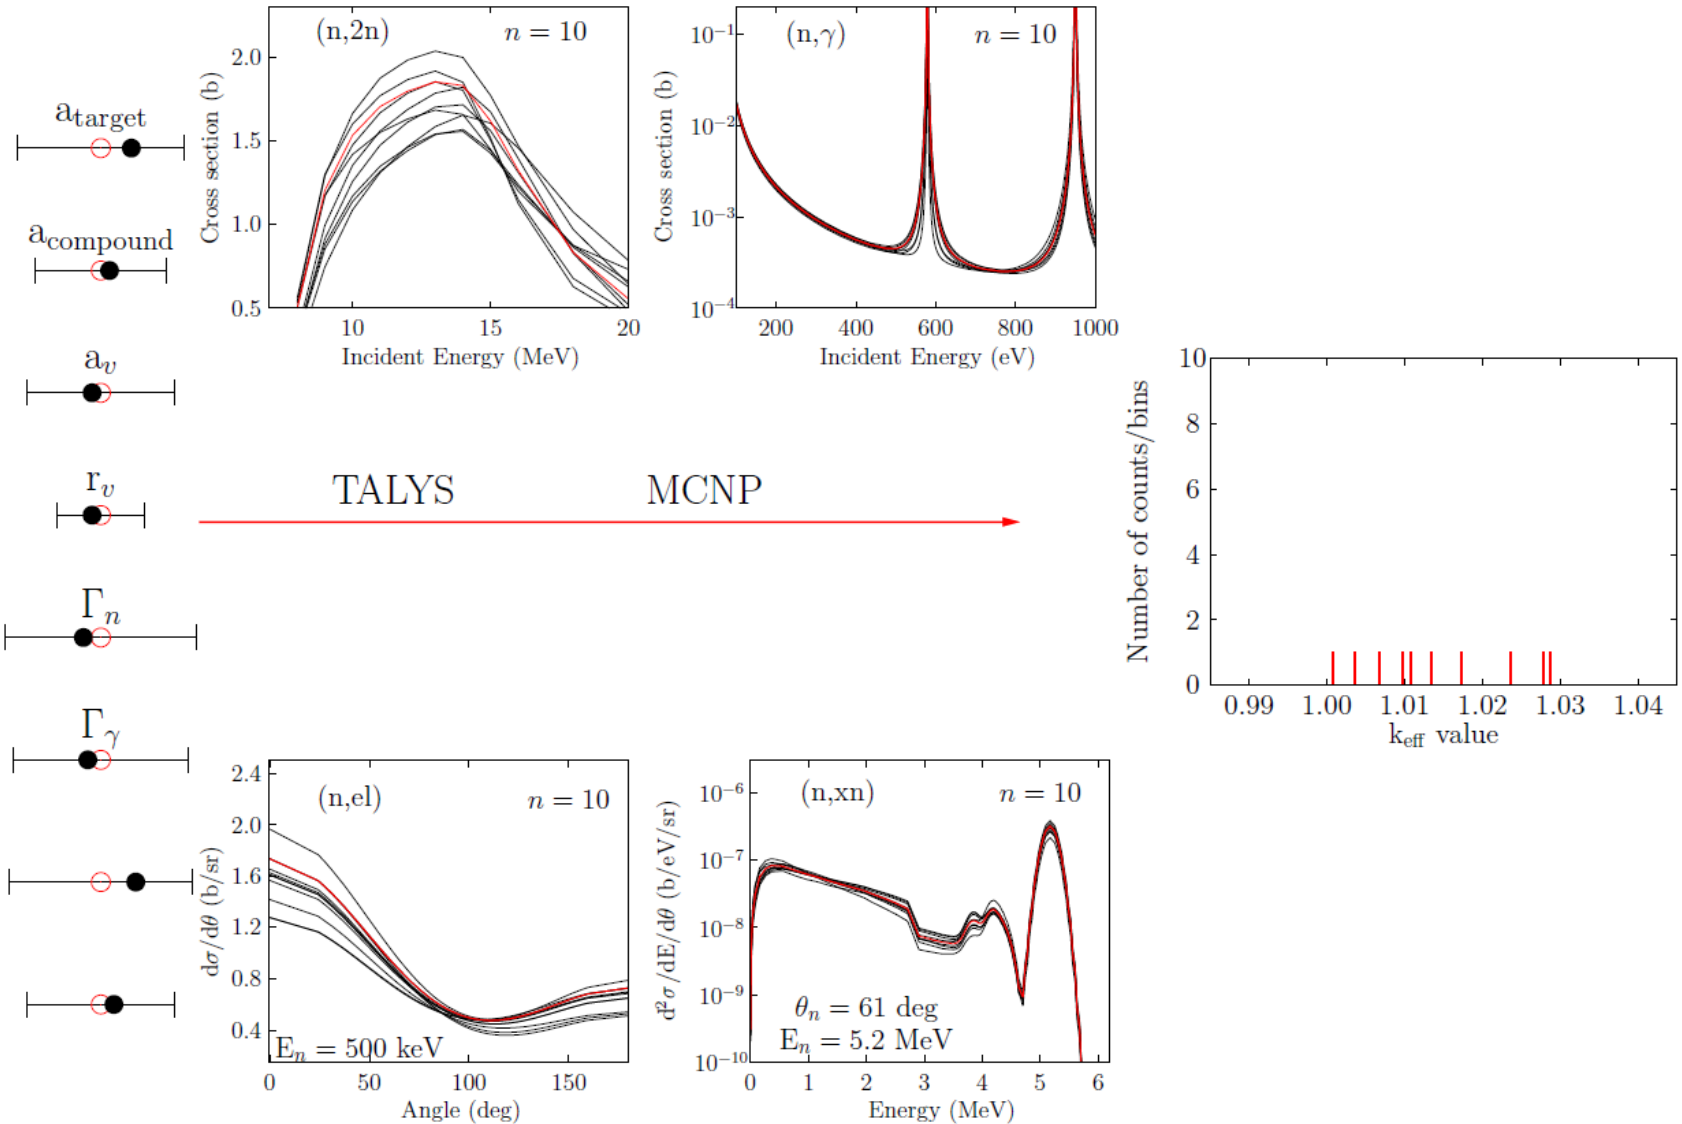 a_target
a_compound
a_v
r_v
Γ_n
Γ_γ
(n,2n)
n = 10
Cross section (b)
2.0
1.5
1.0
0.5
10 15 20
Incident Energy (MeV)
(n,γ)
n = 10
Cross section (b)
10^−1
10^−2
10^−3
10^−4
200 400 600 800 1000
Incident Energy (eV)
TALYS
MCNP
Number of counts/bins
10
8
6
4
2
0
0.99 1.00 1.01 1.02 1.03 1.04
k_eff value
(n,el)
n = 10
dσ/dθ (b/sr)
2.4
2.0
1.6
1.2
0.8
0.4
E_n = 500 keV
0 50 100 150
Angle (deg)
(n,xn)
n = 10
d²σ/dE/dθ (b/eV/sr)
10^−6
10^−7
10^−8
10^−9
10^−10
θ_n = 61 deg
E_n = 5.2 MeV
0 1 2 3 4 5 6
Energy (MeV)